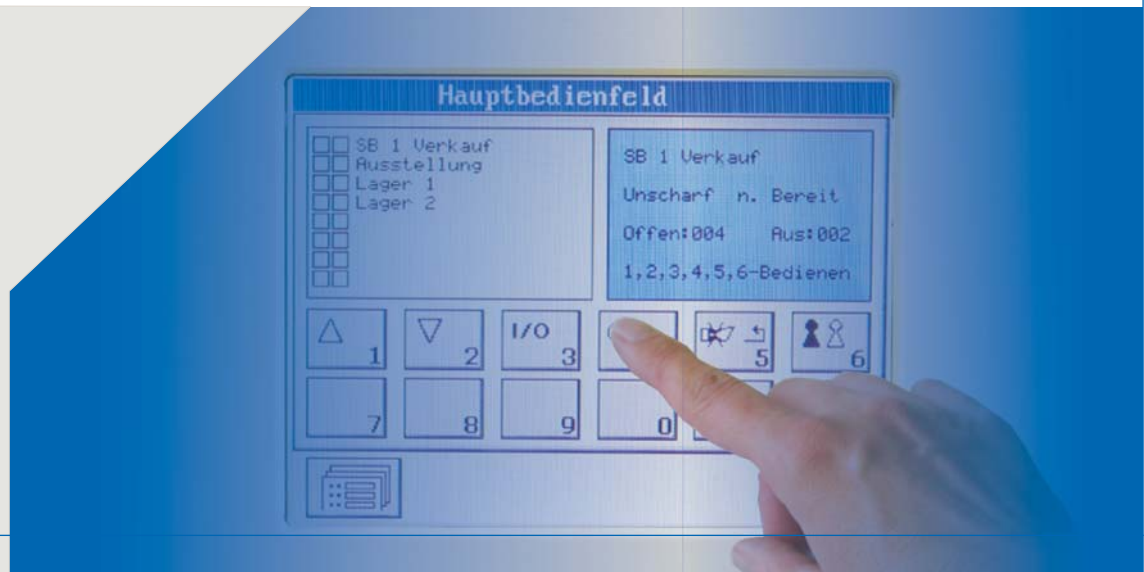 Hauptbedienfeld
SB 1 Verkauf
Ausstellung
Lager 1
Lager 2
SB 1 Verkauf
Unscharf n. Bereit
Offen:004 Aus:002
1,2,3,4,5,6-Bedienen
1 2 I/O 3 5 6
7 8 9 0